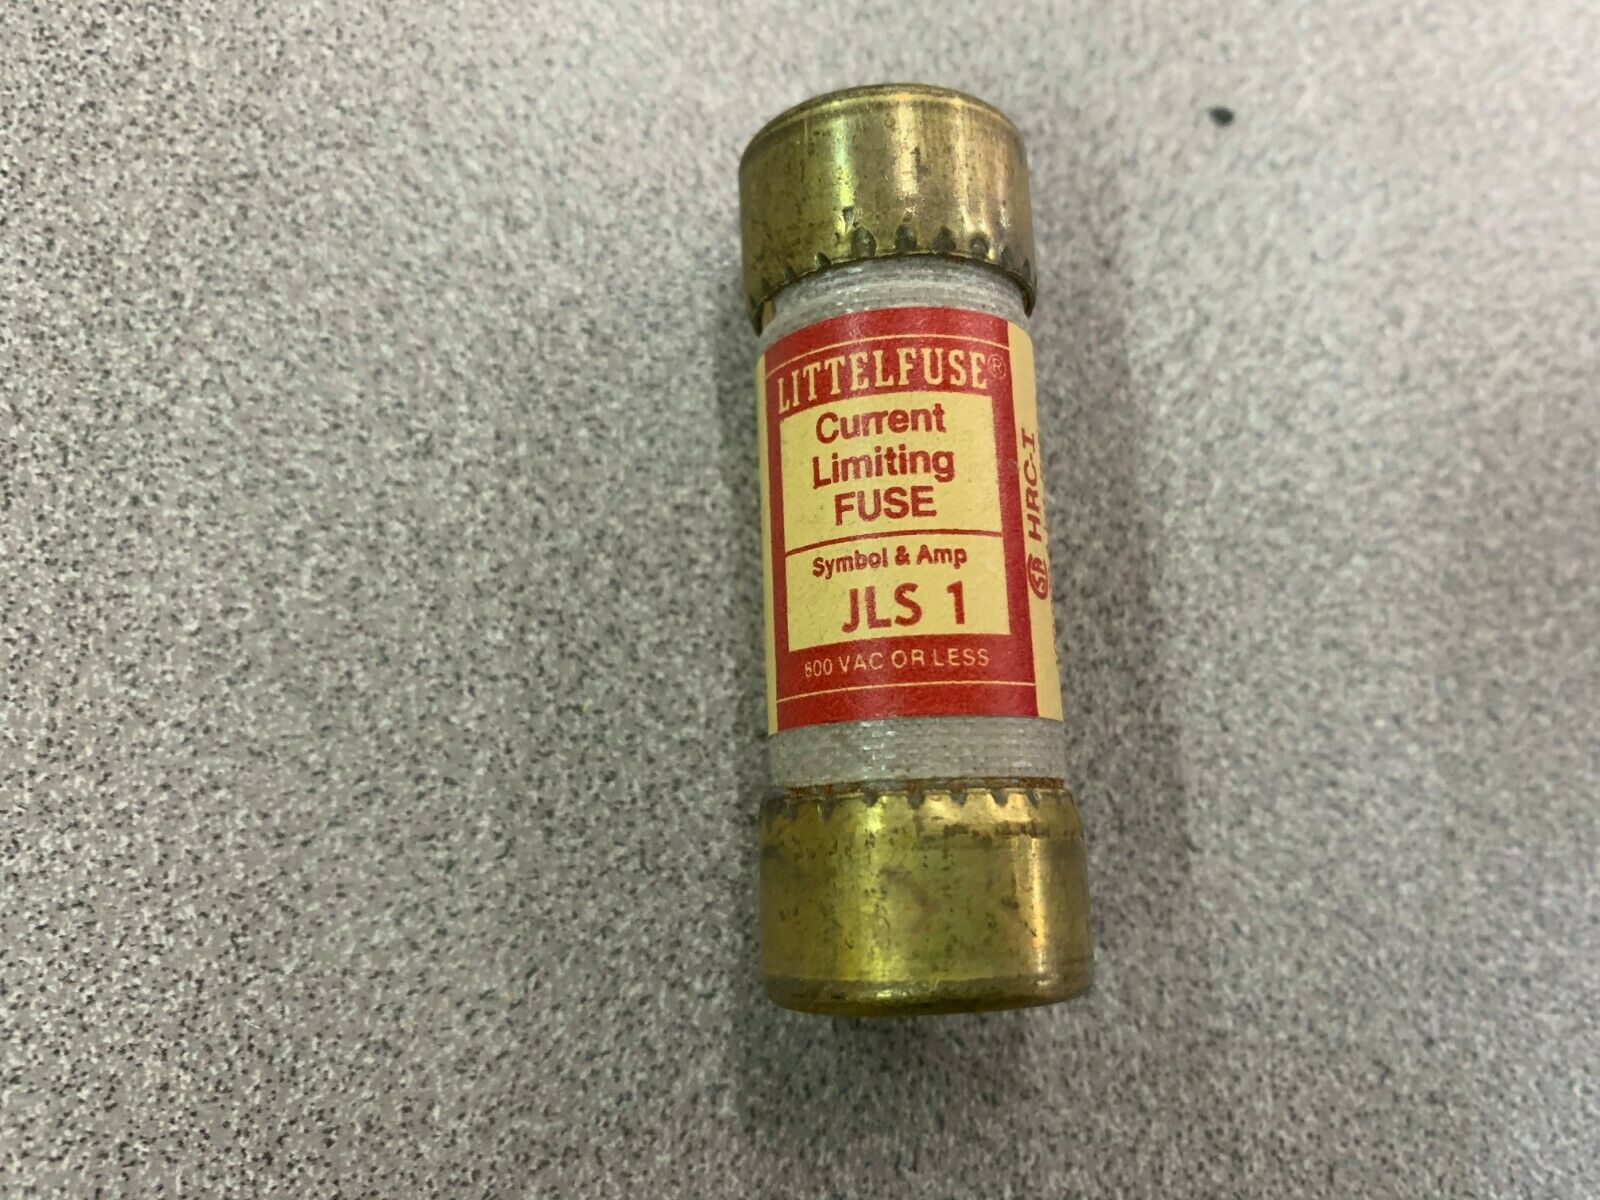 LITTELFUSE®
Current
Limiting
FUSE
Symbol & Amp
JLS 1
600 VAC OR LESS
HRC-I